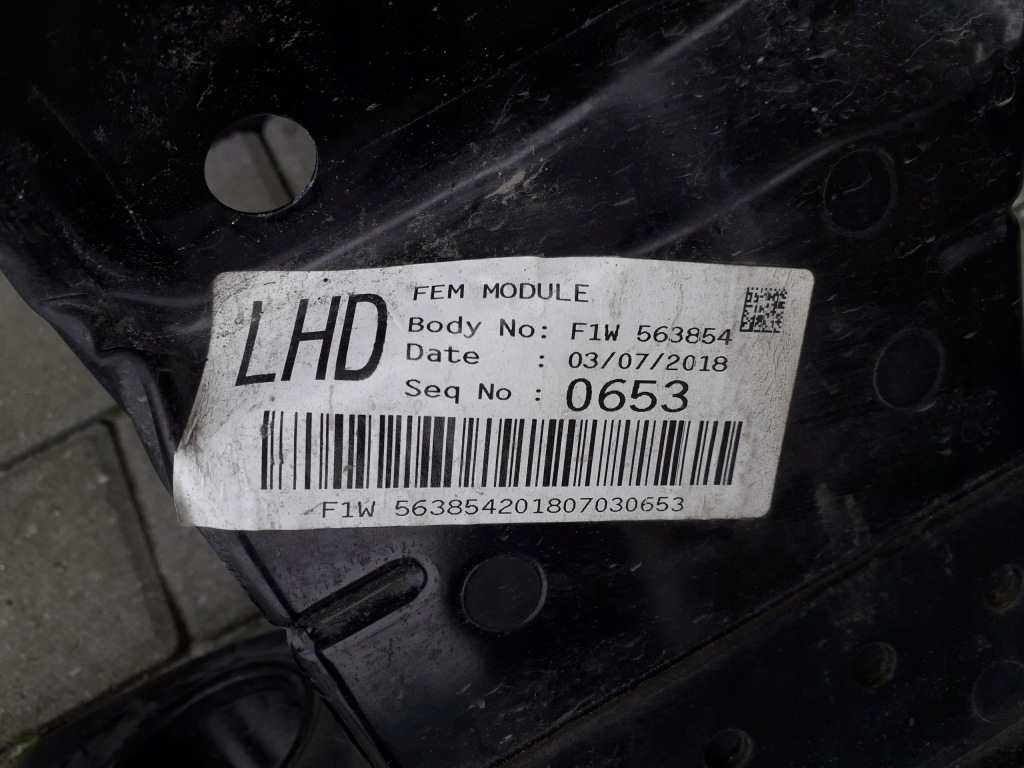 LHD
FEM MODULE
Body No: F1W 563854
Date : 03/07/2018
Seq No : 0653
F1W 563854201807030653